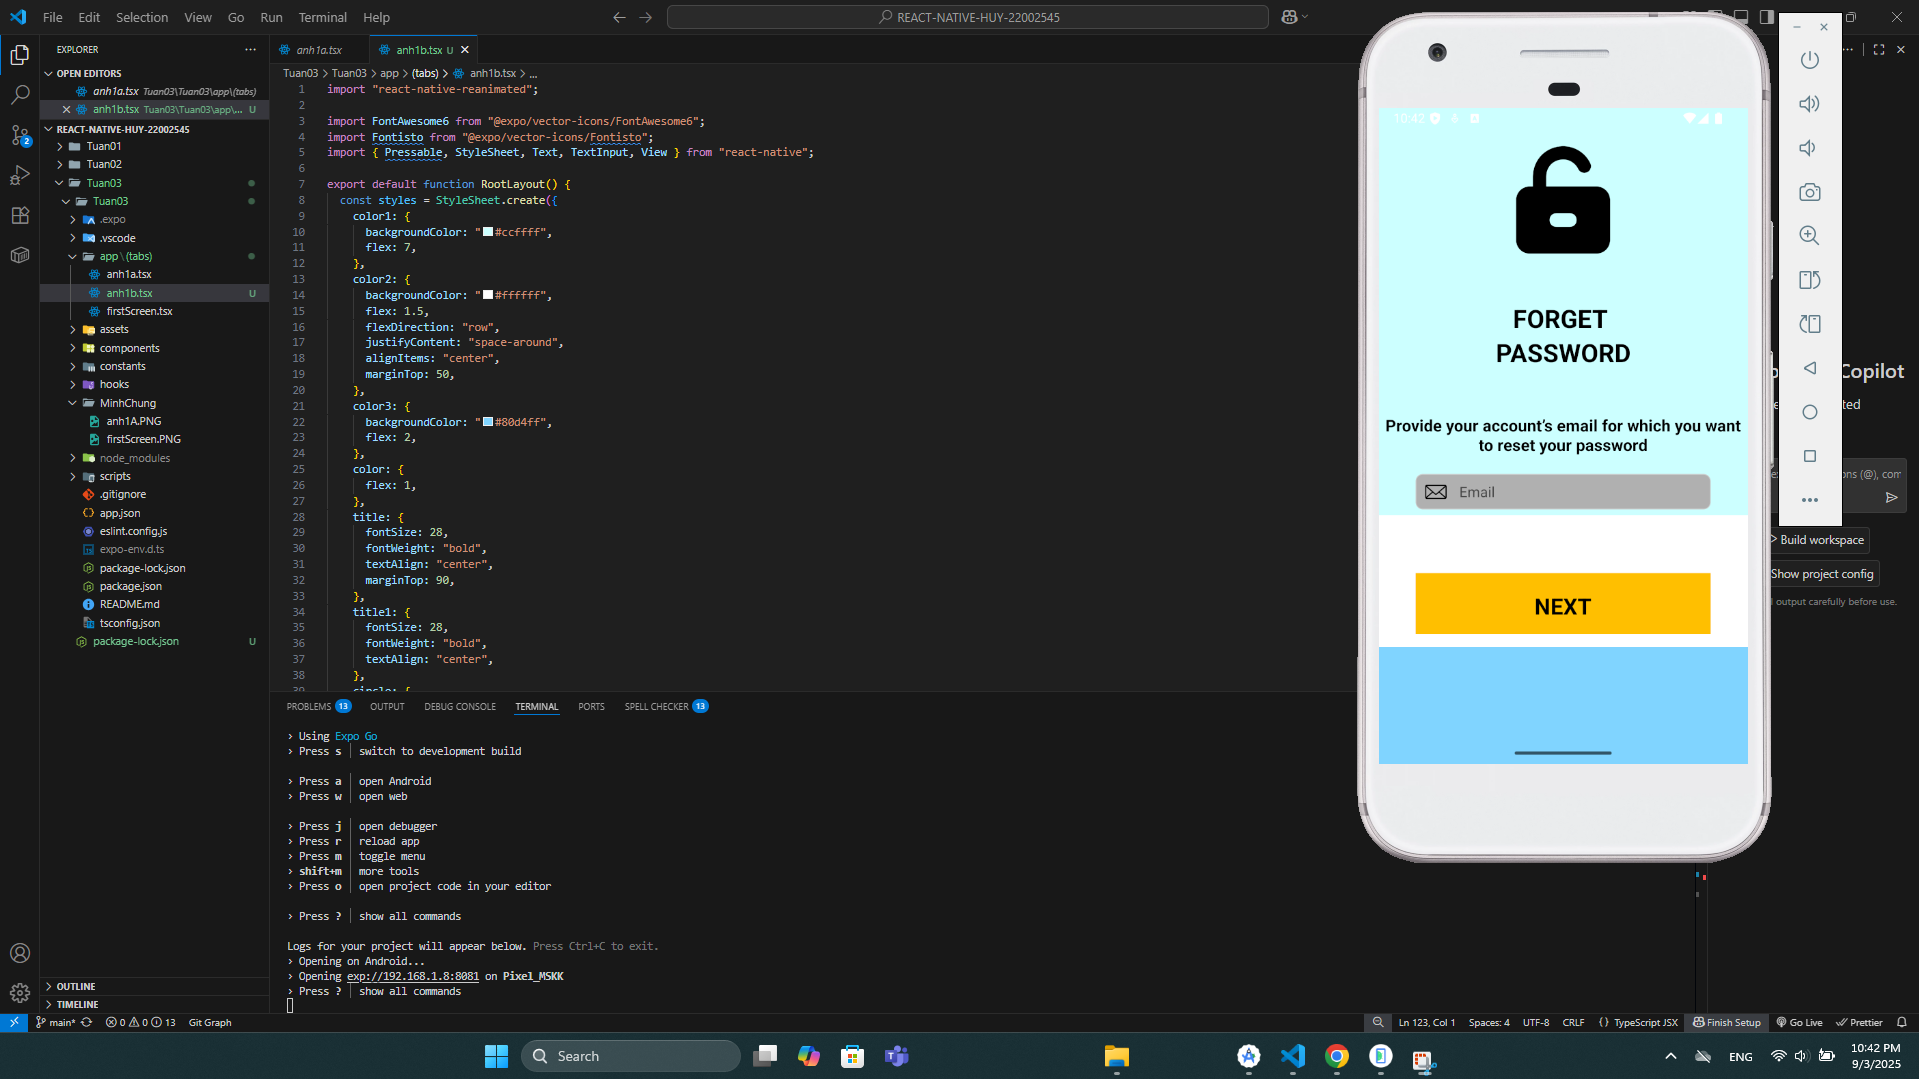 File Edit Selection View Go Run Terminal Help
REACT-NATIVE-HUY-22002545
EXPLORER
OPEN EDITORS
anh1a.tsx Tuan03\Tuan03\app\(tabs)
anh1b.tsx Tuan03\Tuan03\app\... U
REACT-NATIVE-HUY-22002545
Tuan01
Tuan02
Tuan03
Tuan03
.expo
.vscode
app\(tabs)
anh1a.tsx
anh1b.tsx U
firstScreen.tsx
assets
components
constants
hooks
MinhChung
anh1A.PNG
firstScreen.PNG
node_modules
scripts
.gitignore
app.json
eslint.config.js
expo-env.d.ts
package-lock.json
package.json
README.md
tsconfig.json
package-lock.json U
OUTLINE
TIMELINE
anh1a.tsx
anh1b.tsx U
Tuan03 > Tuan03 > app > (tabs) > anh1b.tsx > ...
1 import "react-native-reanimated";
2
3 import FontAwesome6 from "@expo/vector-icons/FontAwesome6";
4 import Fontisto from "@expo/vector-icons/Fontisto";
5 import { Pressable, StyleSheet, Text, TextInput, View } from "react-native";
6
7 export default function RootLayout() {
8 const styles = StyleSheet.create({
9 color1: {
10 backgroundColor: "#ccffff",
11 flex: 7,
12 },
13 color2: {
14 backgroundColor: "#ffffff",
15 flex: 1.5,
16 flexDirection: "row",
17 justifyContent: "space-around",
18 alignItems: "center",
19 marginTop: 50,
20 },
21 color3: {
22 backgroundColor: "#80d4ff",
23 flex: 2,
24 },
25 color: {
26 flex: 1,
27 },
28 title: {
29 fontSize: 28,
30 fontWeight: "bold",
31 textAlign: "center",
32 marginTop: 90,
33 },
34 title1: {
35 fontSize: 28,
36 fontWeight: "bold",
37 textAlign: "center",
38 },
39 circle: {
PROBLEMS 13 OUTPUT DEBUG CONSOLE TERMINAL PORTS SPELL CHECKER 13
› Using Expo Go
› Press s │ switch to development build
› Press a │ open Android
› Press w │ open web
› Press j │ open debugger
› Press r │ reload app
› Press m │ toggle menu
› shift+m │ more tools
› Press o │ open project code in your editor
› Press ? │ show all commands
Logs for your project will appear below. Press Ctrl+C to exit.
› Opening on Android...
› Opening exp://192.168.1.8:8081 on Pixel_M5KK
› Press ? │ show all commands
10:42
FORGET
PASSWORD
Provide your account’s email for which you want
to reset your password
Email
NEXT
Copilot
ted
ons (@), com
Build workspace
Show project config
output carefully before use.
main* 0 0 13 Git Graph
Ln 123, Col 1 Spaces: 4 UTF-8 CRLF {} TypeScript JSX Finish Setup Go Live Prettier
Search
ENG
10:42 PM
9/3/2025